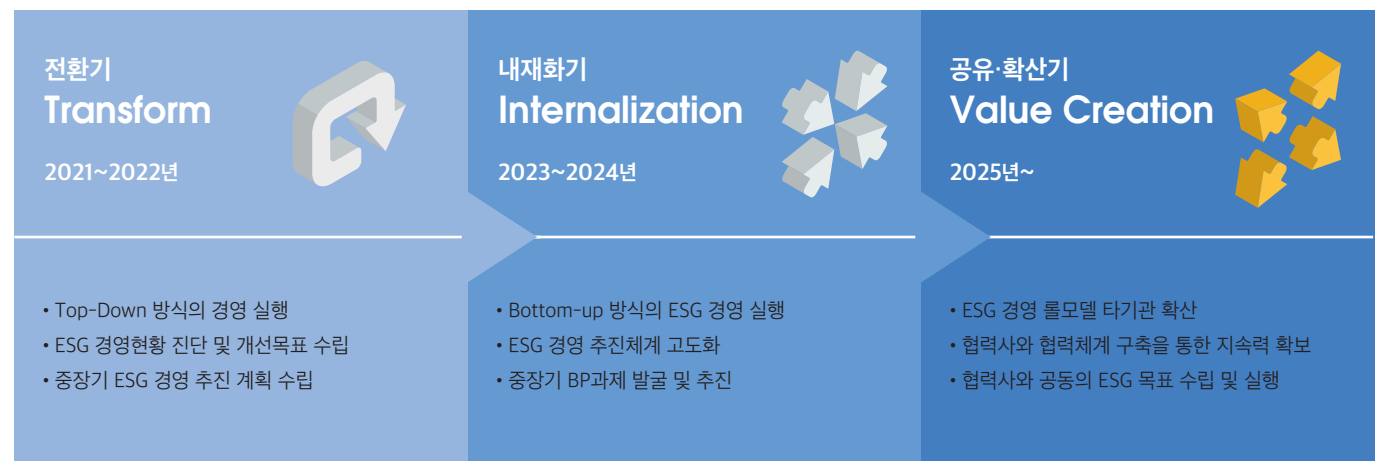 전환기
Transform
2021~2022년
• Top-Down 방식의 경영 실행
• ESG 경영현황 진단 및 개선목표 수립
• 중장기 ESG 경영 추진 계획 수립
내재화기
Internalization
2023~2024년
• Bottom-up 방식의 ESG 경영 실행
• ESG 경영 추진체계 고도화
• 중장기 BP과제 발굴 및 추진
공유·확산기
Value Creation
2025년~
• ESG 경영 롤모델 타기관 확산
• 협력사와 협력체계 구축을 통한 지속력 확보
• 협력사와 공동의 ESG 목표 수립 및 실행